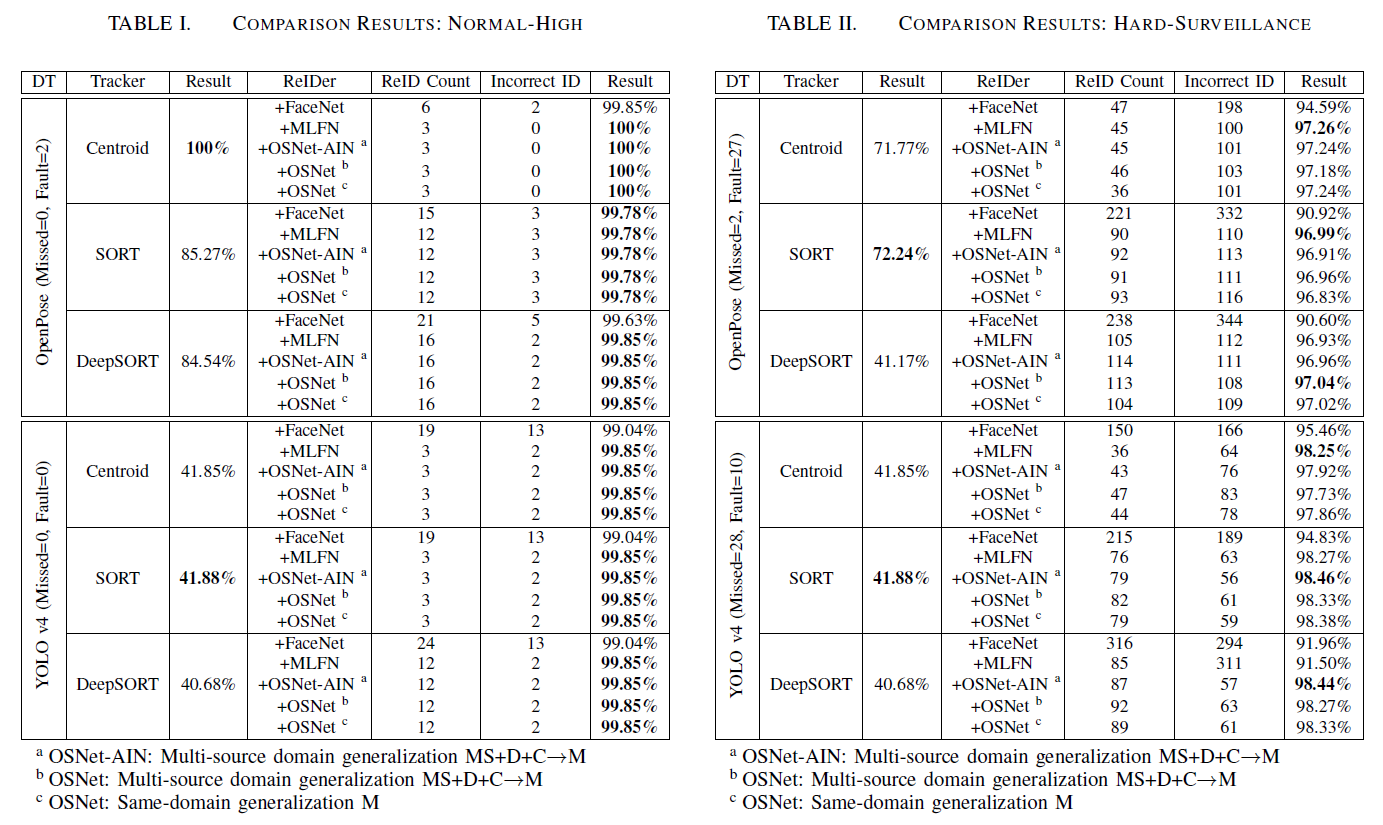 TABLE I. COMPARISON RESULTS: NORMAL-HIGH
DT Tracker Result ReIDer ReID Count Incorrect ID Result
OpenPose (Missed=0, Fault=2)
Centroid 100%
+FaceNet 6 2 99.85%
+MLFN 3 0 100%
+OSNet-AIN a 3 0 100%
+OSNet b 3 0 100%
+OSNet c 3 0 100%
SORT 85.27%
+FaceNet 15 3 99.78%
+MLFN 12 3 99.78%
+OSNet-AIN a 12 3 99.78%
+OSNet b 12 3 99.78%
+OSNet c 12 3 99.78%
DeepSORT 84.54%
+FaceNet 21 5 99.63%
+MLFN 16 2 99.85%
+OSNet-AIN a 16 2 99.85%
+OSNet b 16 2 99.85%
+OSNet c 16 2 99.85%
YOLO v4 (Missed=0, Fault=0)
Centroid 41.85%
+FaceNet 19 13 99.04%
+MLFN 3 2 99.85%
+OSNet-AIN a 3 2 99.85%
+OSNet b 3 2 99.85%
+OSNet c 3 2 99.85%
SORT 41.88%
+FaceNet 19 13 99.04%
+MLFN 3 2 99.85%
+OSNet-AIN a 3 2 99.85%
+OSNet b 3 2 99.85%
+OSNet c 3 2 99.85%
DeepSORT 40.68%
+FaceNet 24 13 99.04%
+MLFN 12 2 99.85%
+OSNet-AIN a 12 2 99.85%
+OSNet b 12 2 99.85%
+OSNet c 12 2 99.85%
a OSNet-AIN: Multi-source domain generalization MS+D+C→M
b OSNet: Multi-source domain generalization MS+D+C→M
c OSNet: Same-domain generalization M
TABLE II. COMPARISON RESULTS: HARD-SURVEILLANCE
DT Tracker Result ReIDer ReID Count Incorrect ID Result
OpenPose (Missed=2, Fault=27)
Centroid 71.77%
+FaceNet 47 198 94.59%
+MLFN 45 100 97.26%
+OSNet-AIN a 45 101 97.24%
+OSNet b 46 103 97.18%
+OSNet c 36 101 97.24%
SORT 72.24%
+FaceNet 221 332 90.92%
+MLFN 90 110 96.99%
+OSNet-AIN a 92 113 96.91%
+OSNet b 91 111 96.96%
+OSNet c 93 116 96.83%
DeepSORT 41.17%
+FaceNet 238 344 90.60%
+MLFN 105 112 96.93%
+OSNet-AIN a 114 111 96.96%
+OSNet b 113 108 97.04%
+OSNet c 104 109 97.02%
YOLO v4 (Missed=28, Fault=10)
Centroid 41.85%
+FaceNet 150 166 95.46%
+MLFN 36 64 98.25%
+OSNet-AIN a 43 76 97.92%
+OSNet b 47 83 97.73%
+OSNet c 44 78 97.86%
SORT 41.88%
+FaceNet 215 189 94.83%
+MLFN 76 63 98.27%
+OSNet-AIN a 79 56 98.46%
+OSNet b 82 61 98.33%
+OSNet c 79 59 98.38%
DeepSORT 40.68%
+FaceNet 316 294 91.96%
+MLFN 85 311 91.50%
+OSNet-AIN a 87 57 98.44%
+OSNet b 92 63 98.27%
+OSNet c 89 61 98.33%
a OSNet-AIN: Multi-source domain generalization MS+D+C→M
b OSNet: Multi-source domain generalization MS+D+C→M
c OSNet: Same-domain generalization M